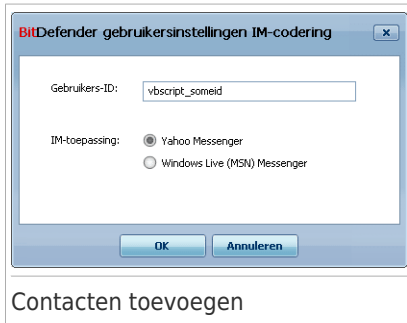 BitDefender gebruikersinstellingen IM-codering
Gebruikers-ID: vbscript_someid
IM-toepassing: Yahoo Messenger
Windows Live (MSN) Messenger
OK Annuleren
Contacten toevoegen